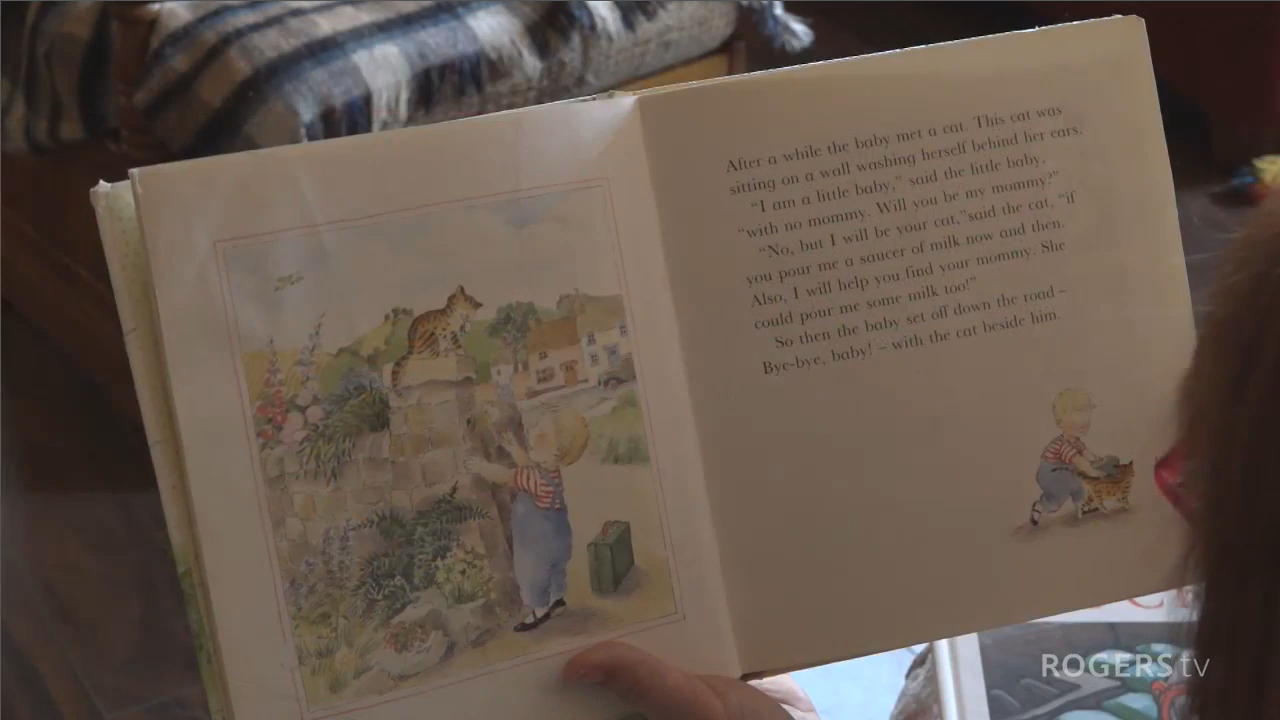 After a while the baby met a cat. This cat was
sitting on a wall washing herself behind her ears.
“I am a little baby,” said the little baby,
“with no mommy. Will you be my mommy?”
“No, but I will be your cat,”said the cat, “if
you pour me a saucer of milk now and then.
Also, I will help you find your mommy. She
could pour me some milk too!”
So then the baby set off down the road –
Bye-bye, baby! – with the cat beside him.
ROGERS tv